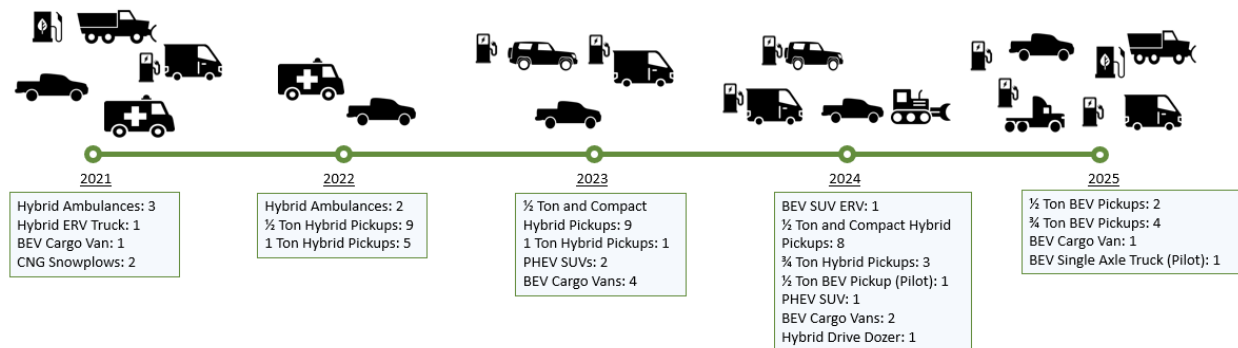 2021
Hybrid Ambulances: 3
Hybrid ERV Truck: 1
BEV Cargo Van: 1
CNG Snowplows: 2
2022
Hybrid Ambulances: 2
½ Ton Hybrid Pickups: 9
1 Ton Hybrid Pickups: 5
2023
½ Ton and Compact
Hybrid Pickups: 9
1 Ton Hybrid Pickups: 1
PHEV SUVs: 2
BEV Cargo Vans: 4
2024
BEV SUV ERV: 1
½ Ton and Compact Hybrid
Pickups: 8
¾ Ton Hybrid Pickups: 3
½ Ton BEV Pickup (Pilot): 1
PHEV SUV: 1
BEV Cargo Vans: 2
Hybrid Drive Dozer: 1
2025
½ Ton BEV Pickups: 2
¾ Ton BEV Pickups: 4
BEV Cargo Van: 1
BEV Single Axle Truck (Pilot): 1